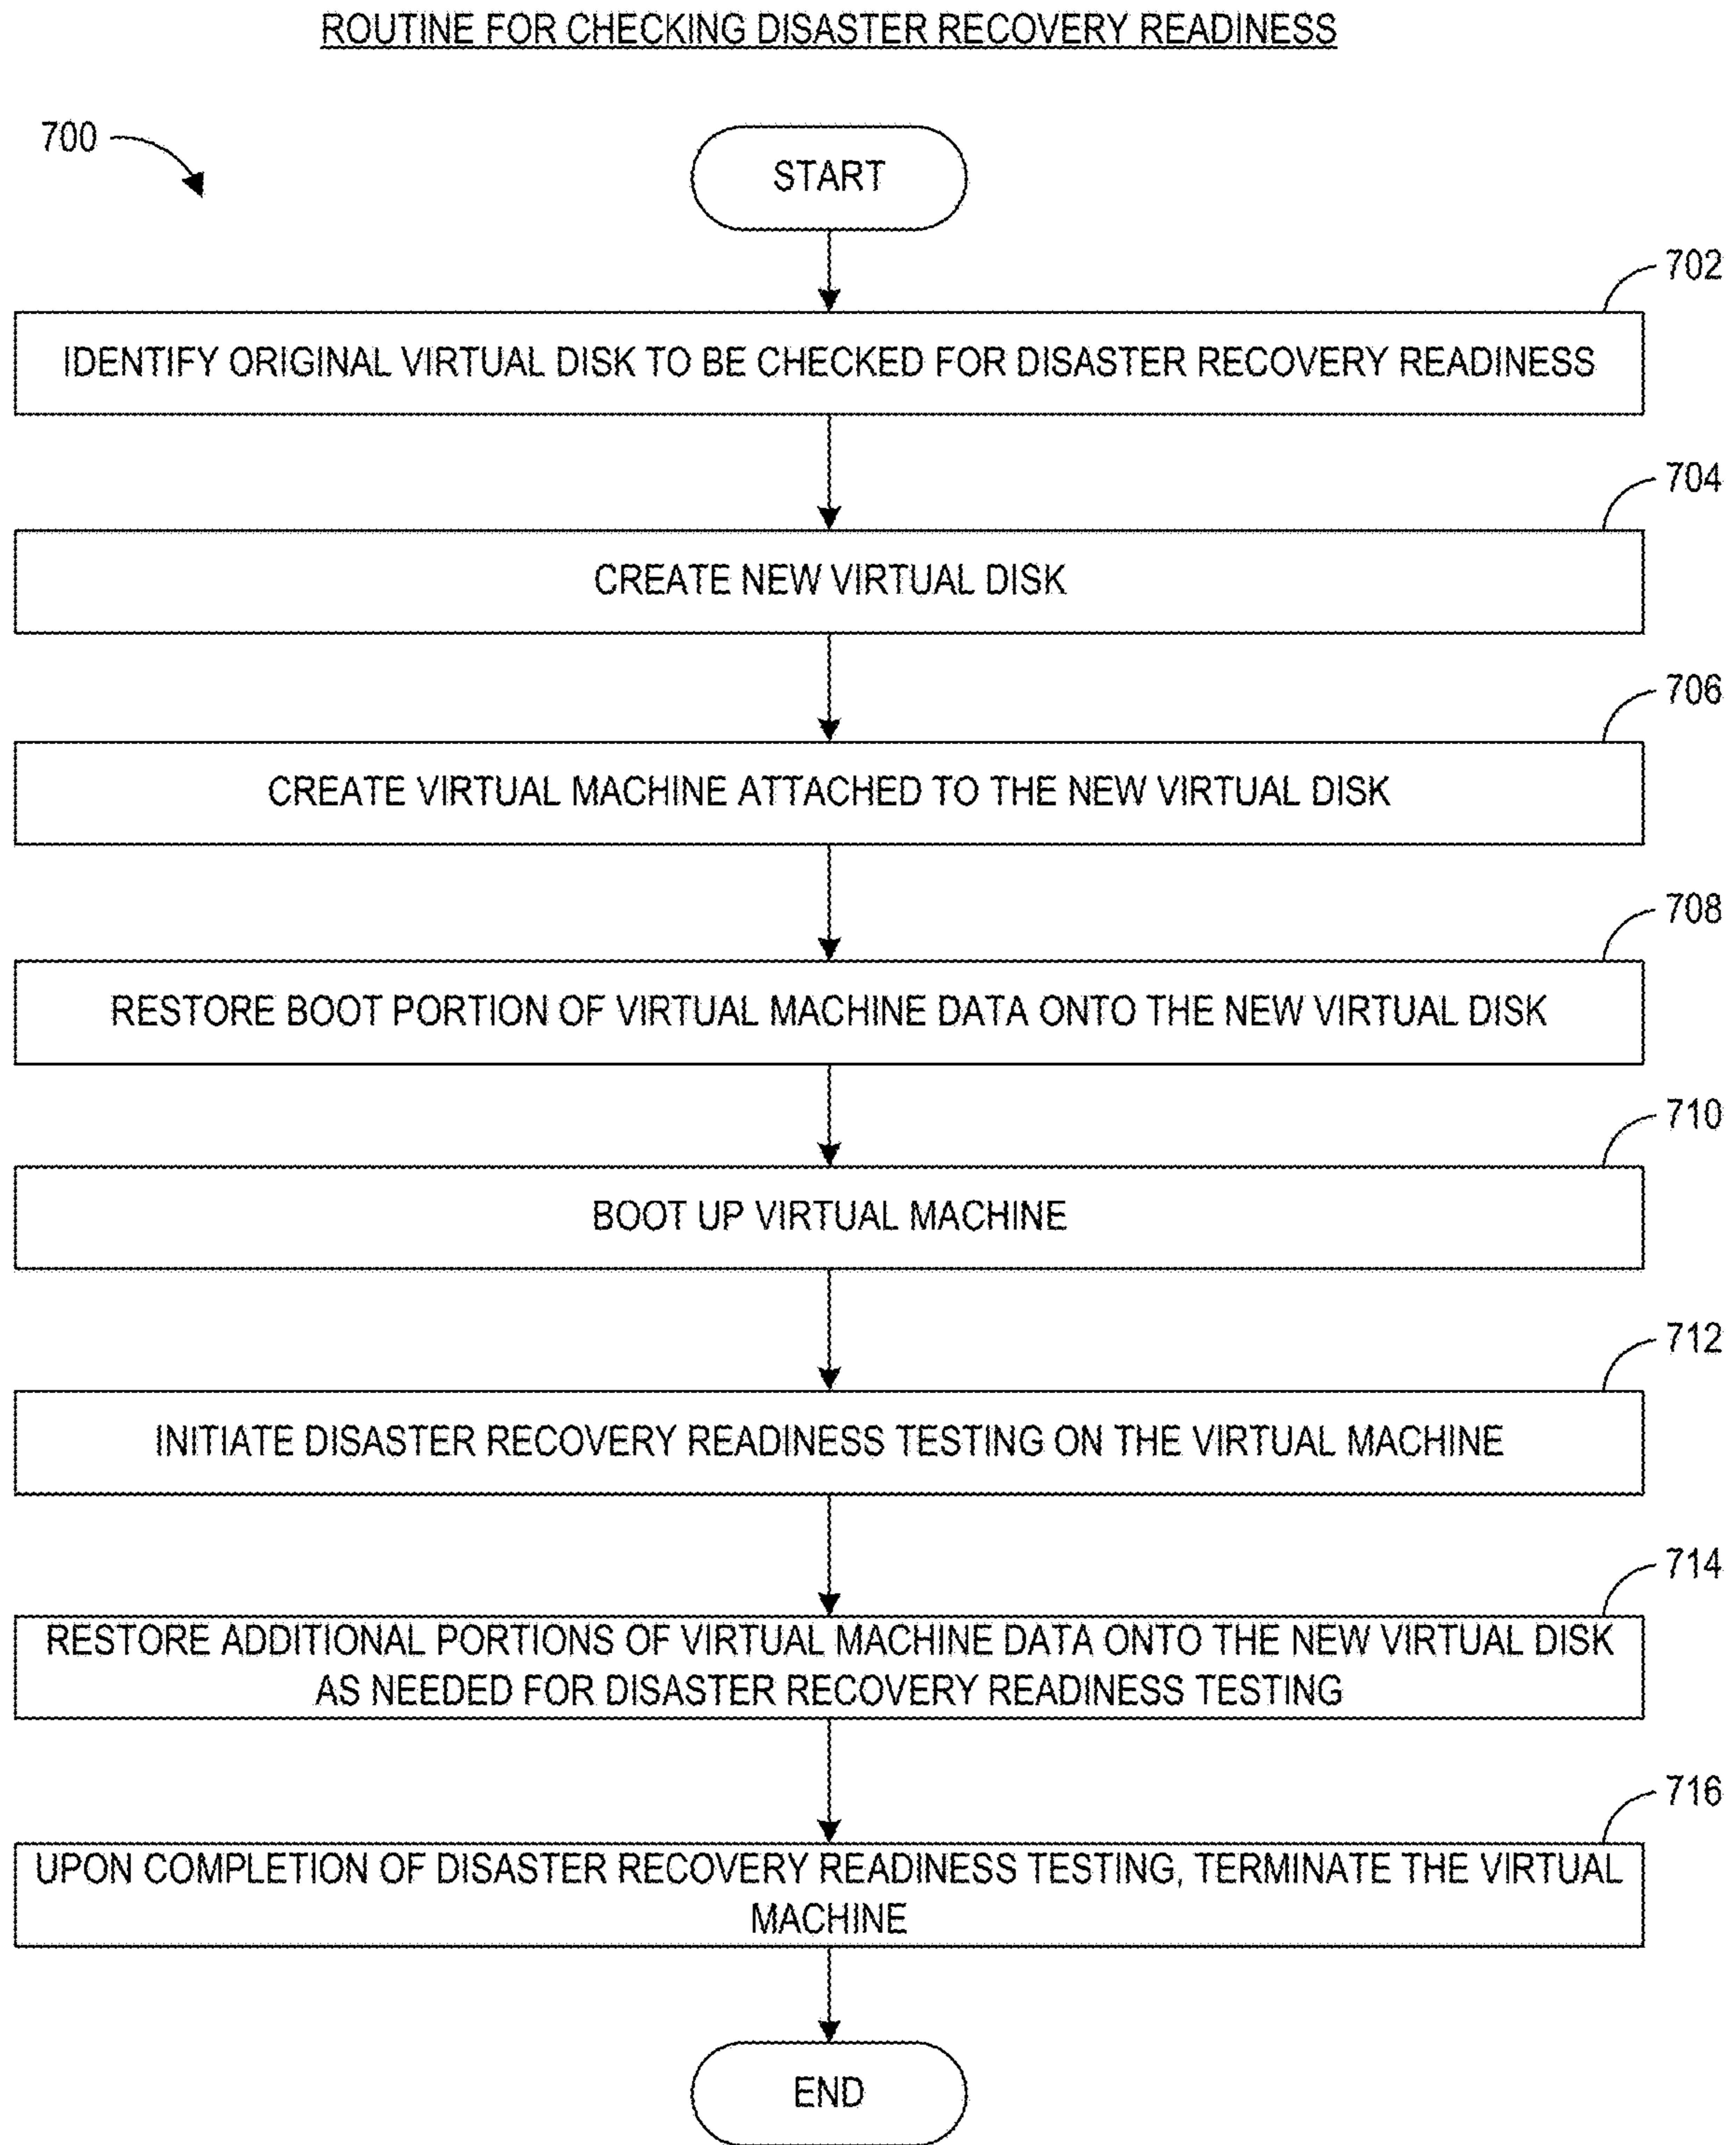 ROUTINE FOR CHECKING DISASTER RECOVERY READINESS
700
START
702
IDENTIFY ORIGINAL VIRTUAL DISK TO BE CHECKED FOR DISASTER RECOVERY READINESS
704
CREATE NEW VIRTUAL DISK
706
CREATE VIRTUAL MACHINE ATTACHED TO THE NEW VIRTUAL DISK
708
RESTORE BOOT PORTION OF VIRTUAL MACHINE DATA ONTO THE NEW VIRTUAL DISK
710
BOOT UP VIRTUAL MACHINE
712
INITIATE DISASTER RECOVERY READINESS TESTING ON THE VIRTUAL MACHINE
714
RESTORE ADDITIONAL PORTIONS OF VIRTUAL MACHINE DATA ONTO THE NEW VIRTUAL DISK
AS NEEDED FOR DISASTER RECOVERY READINESS TESTING
716
UPON COMPLETION OF DISASTER RECOVERY READINESS TESTING, TERMINATE THE VIRTUAL
MACHINE
END